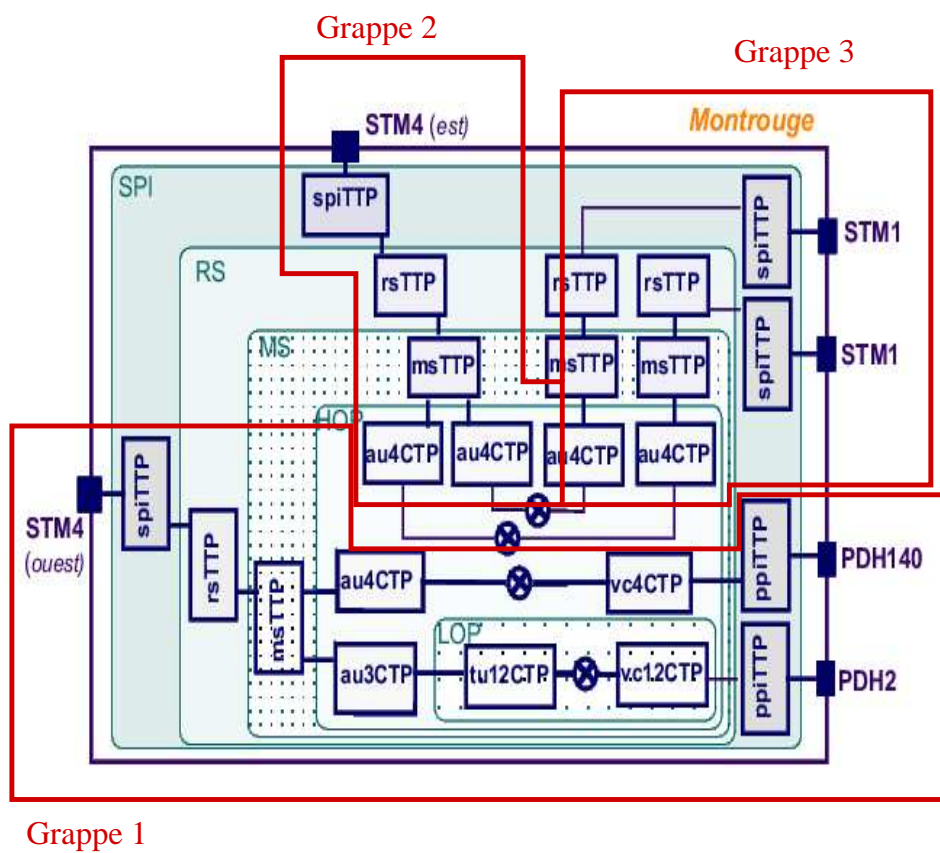 Grappe 2
Grappe 3
STM4 (est)
Montrouge
SPI
spiTTP
spiTTP
STM1
RS
rsTTP
rsTTP
rsTTP
spiTTP
STM1
MS
msTTP
msTTP
msTTP
HOP
au4CTP
au4CTP
au4CTP
au4CTP
spiTTP
STM4
(ouest)
rsTTP
msTTP
au4CTP
vc4CTP
ppiTTP
PDH140
LOP
au3CTP
tu12CTP
vc12CTP
ppiTTP
PDH2
Grappe 1